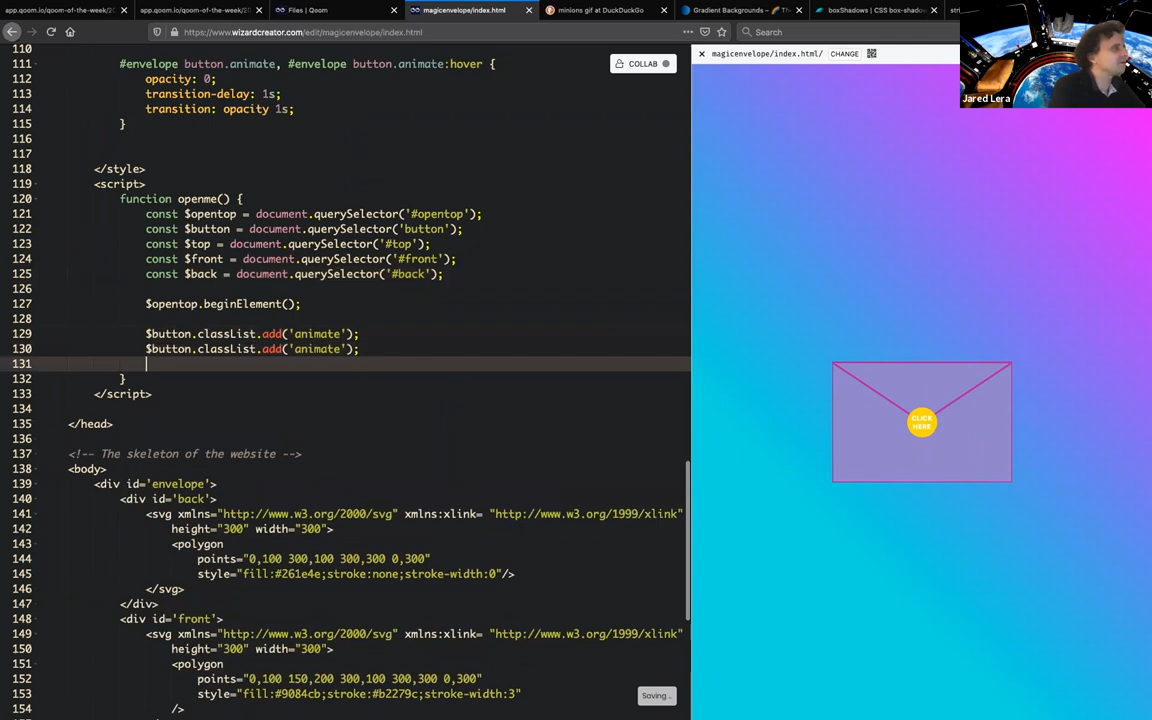 app.qoom.io/qoom-of-the-week/2
app.qoom.io/qoom-of-the-week/20
Files | Qoom
magicenvelope/index.html
minions gif at DuckDuckGo
Gradient Backgrounds –
boxShadows | CSS box-shad
str
https://www.wizardcreator.com/edit/magicenvelope/index.html
Search
COLLAB
magicenvelope/index.html/
CHANGE
Jared Lera
110
111 #envelope button.animate, #envelope button.animate:hover {
112 opacity: 0;
113 transition-delay: 1s;
114 transition: opacity 1s;
115 }
116
117
118 </style>
119 <script>
120 function openme() {
121 const $opentop = document.querySelector('#opentop');
122 const $button = document.querySelector('button');
123 const $top = document.querySelector('#top');
124 const $front = document.querySelector('#front');
125 const $back = document.querySelector('#back');
126
127 $opentop.beginElement();
128
129 $button.classList.add('animate');
130 $button.classList.add('animate');
131
132 }
133 </script>
134
135 </head>
136
137 <!-- The skeleton of the website -->
138 <body>
139 <div id='envelope'>
140 <div id='back'>
141 <svg xmlns="http://www.w3.org/2000/svg" xmlns:xlink= "http://www.w3.org/1999/xlink"
142 height="300" width="300">
143 <polygon
144 points="0,100 300,100 300,300 0,300"
145 style="fill:#261e4e;stroke:none;stroke-width:0"/>
146 </svg>
147 </div>
148 <div id='front'>
149 <svg xmlns="http://www.w3.org/2000/svg" xmlns:xlink= "http://www.w3.org/1999/xlink"
150 height="300" width="300">
151 <polygon
152 points="0,100 150,200 300,100 300,300 0,300"
153 style="fill:#9084cb;stroke:#b2279c;stroke-width:3"
154 />
CLICK
HERE
Saving...